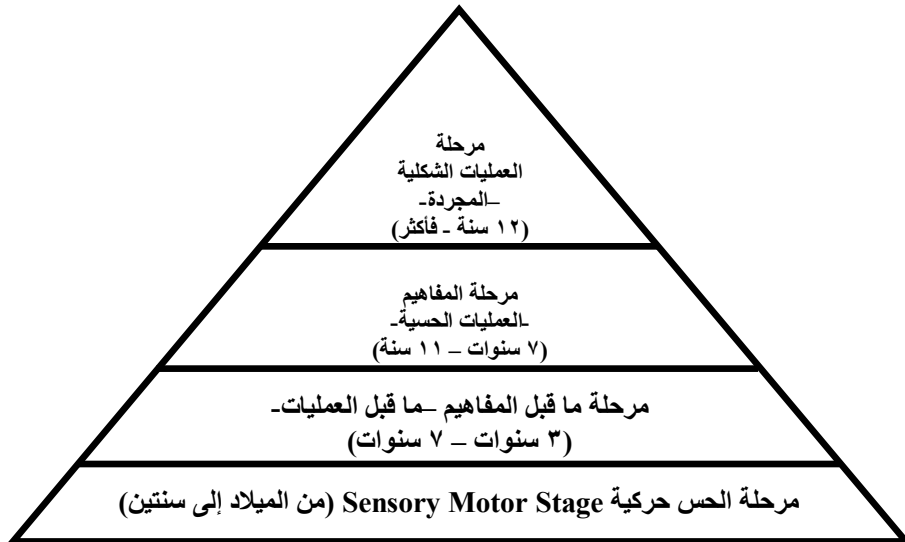 مرحلة
العمليات الشكلية
–المجردة-
(١٢ سنة - فأكثر)
مرحلة المفاهيم
-العمليات الحسية-
(٧ سنوات – ١١ سنة)
مرحلة ما قبل المفاهيم –ما قبل العمليات-
(٣ سنوات – ٧ سنوات)
مرحلة الحس حركية Sensory Motor Stage (من الميلاد إلى سنتين)